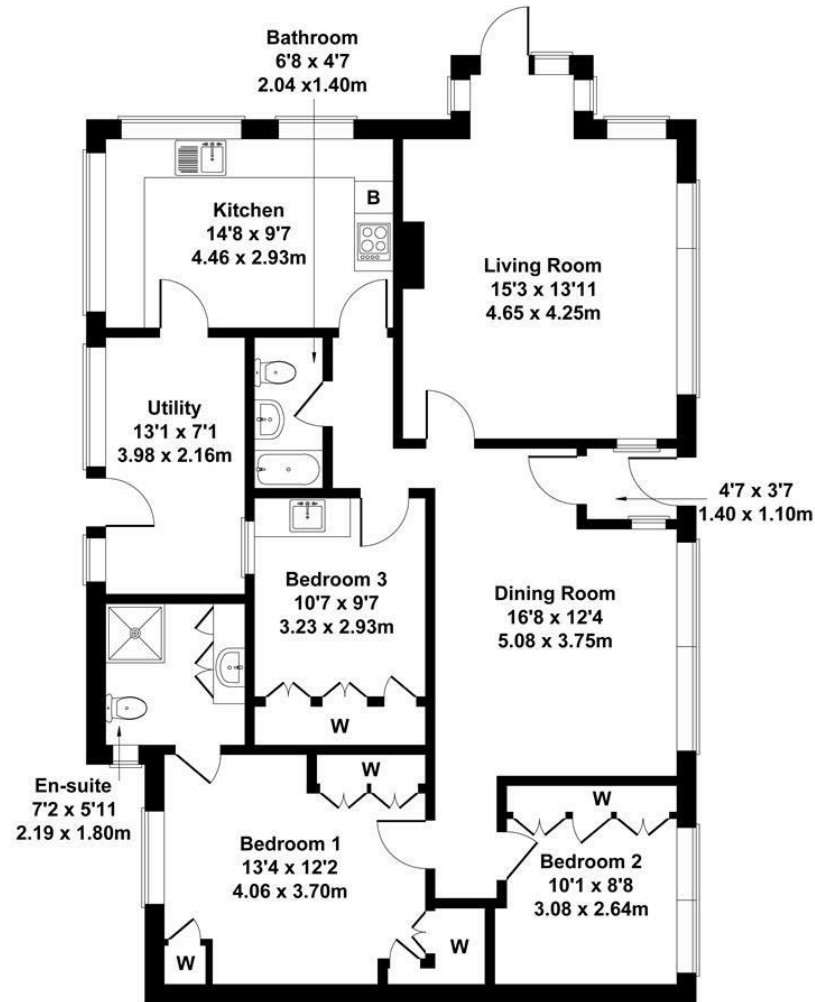 Bathroom
6'8 x 4'7
2.04 x1.40m
Kitchen
14'8 x 9'7
4.46 x 2.93m
B
Living Room
15'3 x 13'11
4.65 x 4.25m
Utility
13'1 x 7'1
3.98 x 2.16m
4'7 x 3'7
1.40 x 1.10m
Bedroom 3
10'7 x 9'7
3.23 x 2.93m
W
Dining Room
16'8 x 12'4
5.08 x 3.75m
En-suite
7'2 x 5'11
2.19 x 1.80m
W
Bedroom 1
13'4 x 12'2
4.06 x 3.70m
W
W
W
Bedroom 2
10'1 x 8'8
3.08 x 2.64m